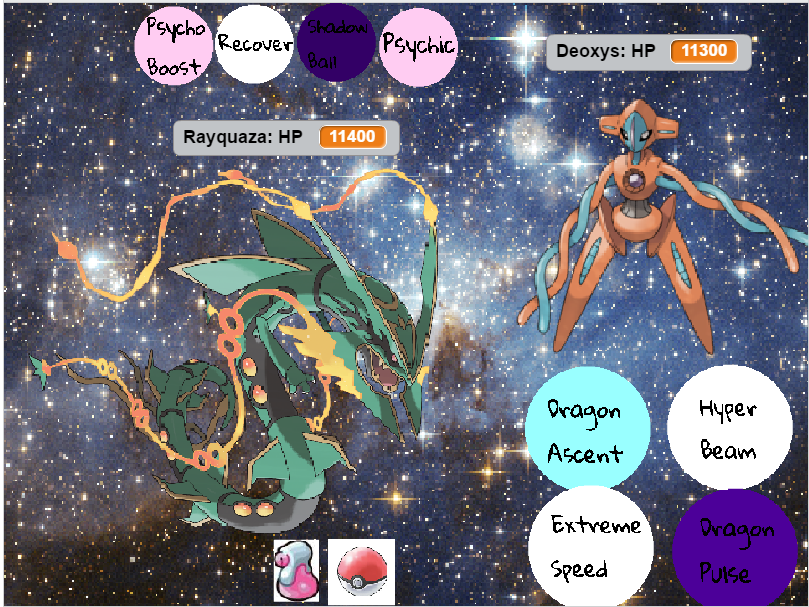 Psycho
Boost
Recover
Shadow
Ball
Psychic
Deoxys: HP 11300
Rayquaza: HP 11400
Dragon
Ascent
Hyper
Beam
Extreme
Speed
Dragon
Pulse